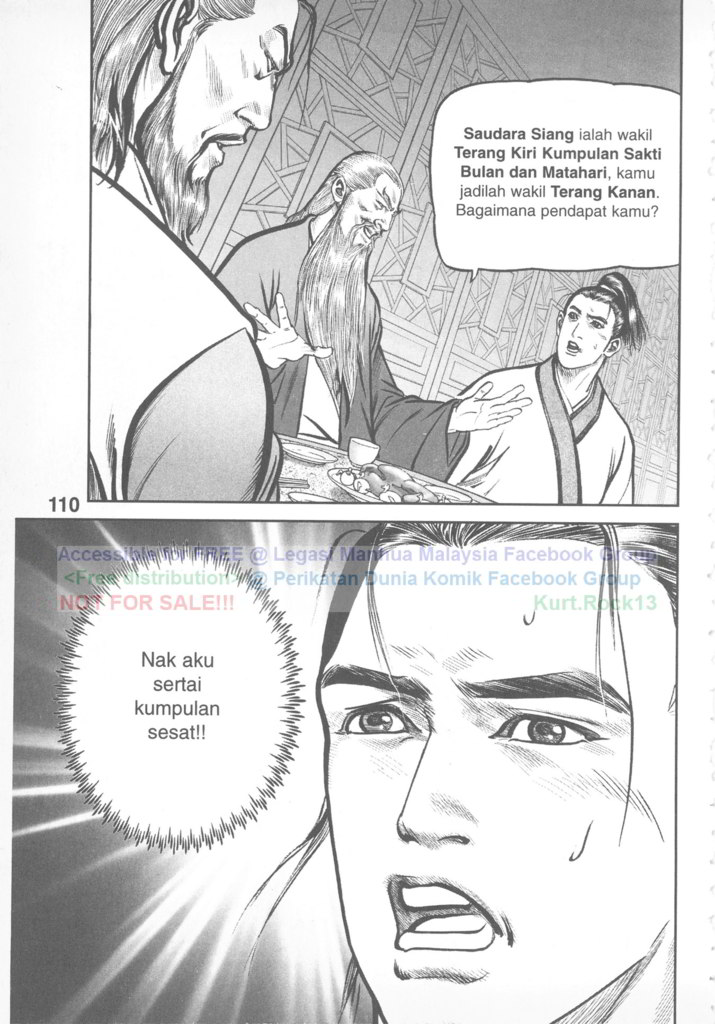 Saudara Siang ialah wakil
Terang Kiri Kumpulan Sakti
Bulan dan Matahari, kamu
jadilah wakil Terang Kanan.
Bagaimana pendapat kamu?
110
Accessible for FREE @ Legasi Manhua Malaysia Facebook Group
<Free distribution> @ Perikatan Dunia Komik Facebook Group
NOT FOR SALE!!! Kurt.Rock13
Nak aku
sertai
kumpulan
sesat!!